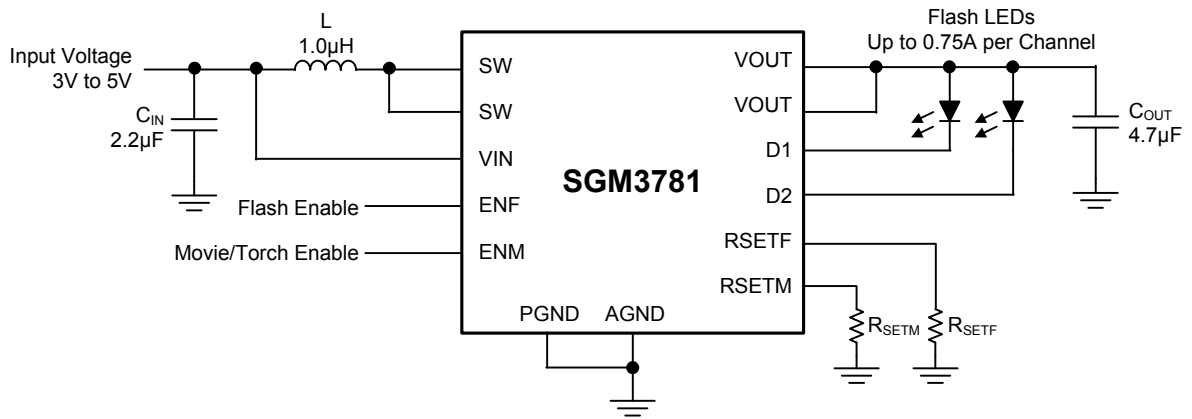 Input Voltage
3V to 5V
C_IN
2.2µF
L
1.0µH
Flash Enable
Movie/Torch Enable
SW
SW
VIN
ENF
ENM
PGND AGND
SGM3781
VOUT
VOUT
D1
D2
RSETF
RSETM
Flash LEDs
Up to 0.75A per Channel
C_OUT
4.7µF
R_SETM
R_SETF